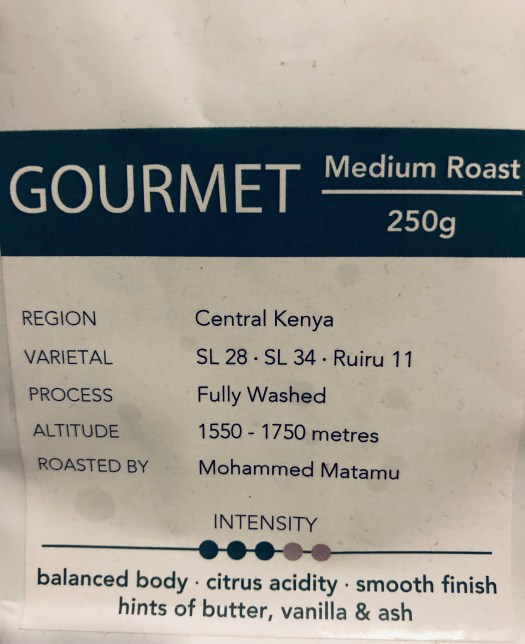 GOURMET Medium Roast
250g
REGION Central Kenya
VARIETAL SL 28 · SL 34 · Ruiru 11
PROCESS Fully Washed
ALTITUDE 1550 - 1750 metres
ROASTED BY Mohammed Matamu
INTENSITY
balanced body · citrus acidity · smooth finish
hints of butter, vanilla & ash